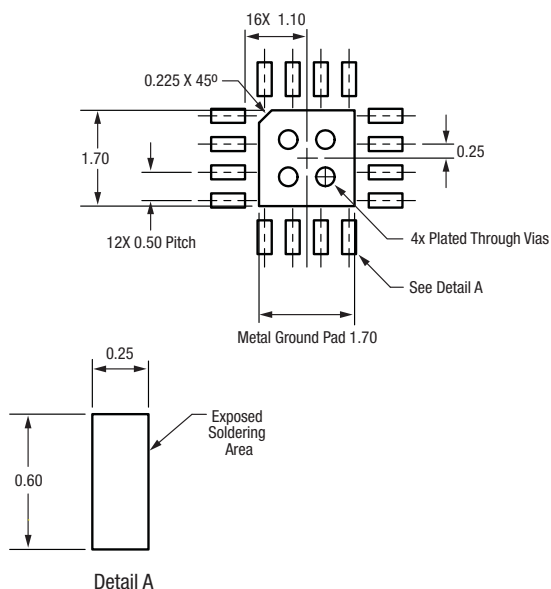 16X 1.10
0.225 X 45º
1.70
0.25
12X 0.50 Pitch
4x Plated Through Vias
See Detail A
Metal Ground Pad 1.70
0.25
Exposed
Soldering
Area
0.60
Detail A